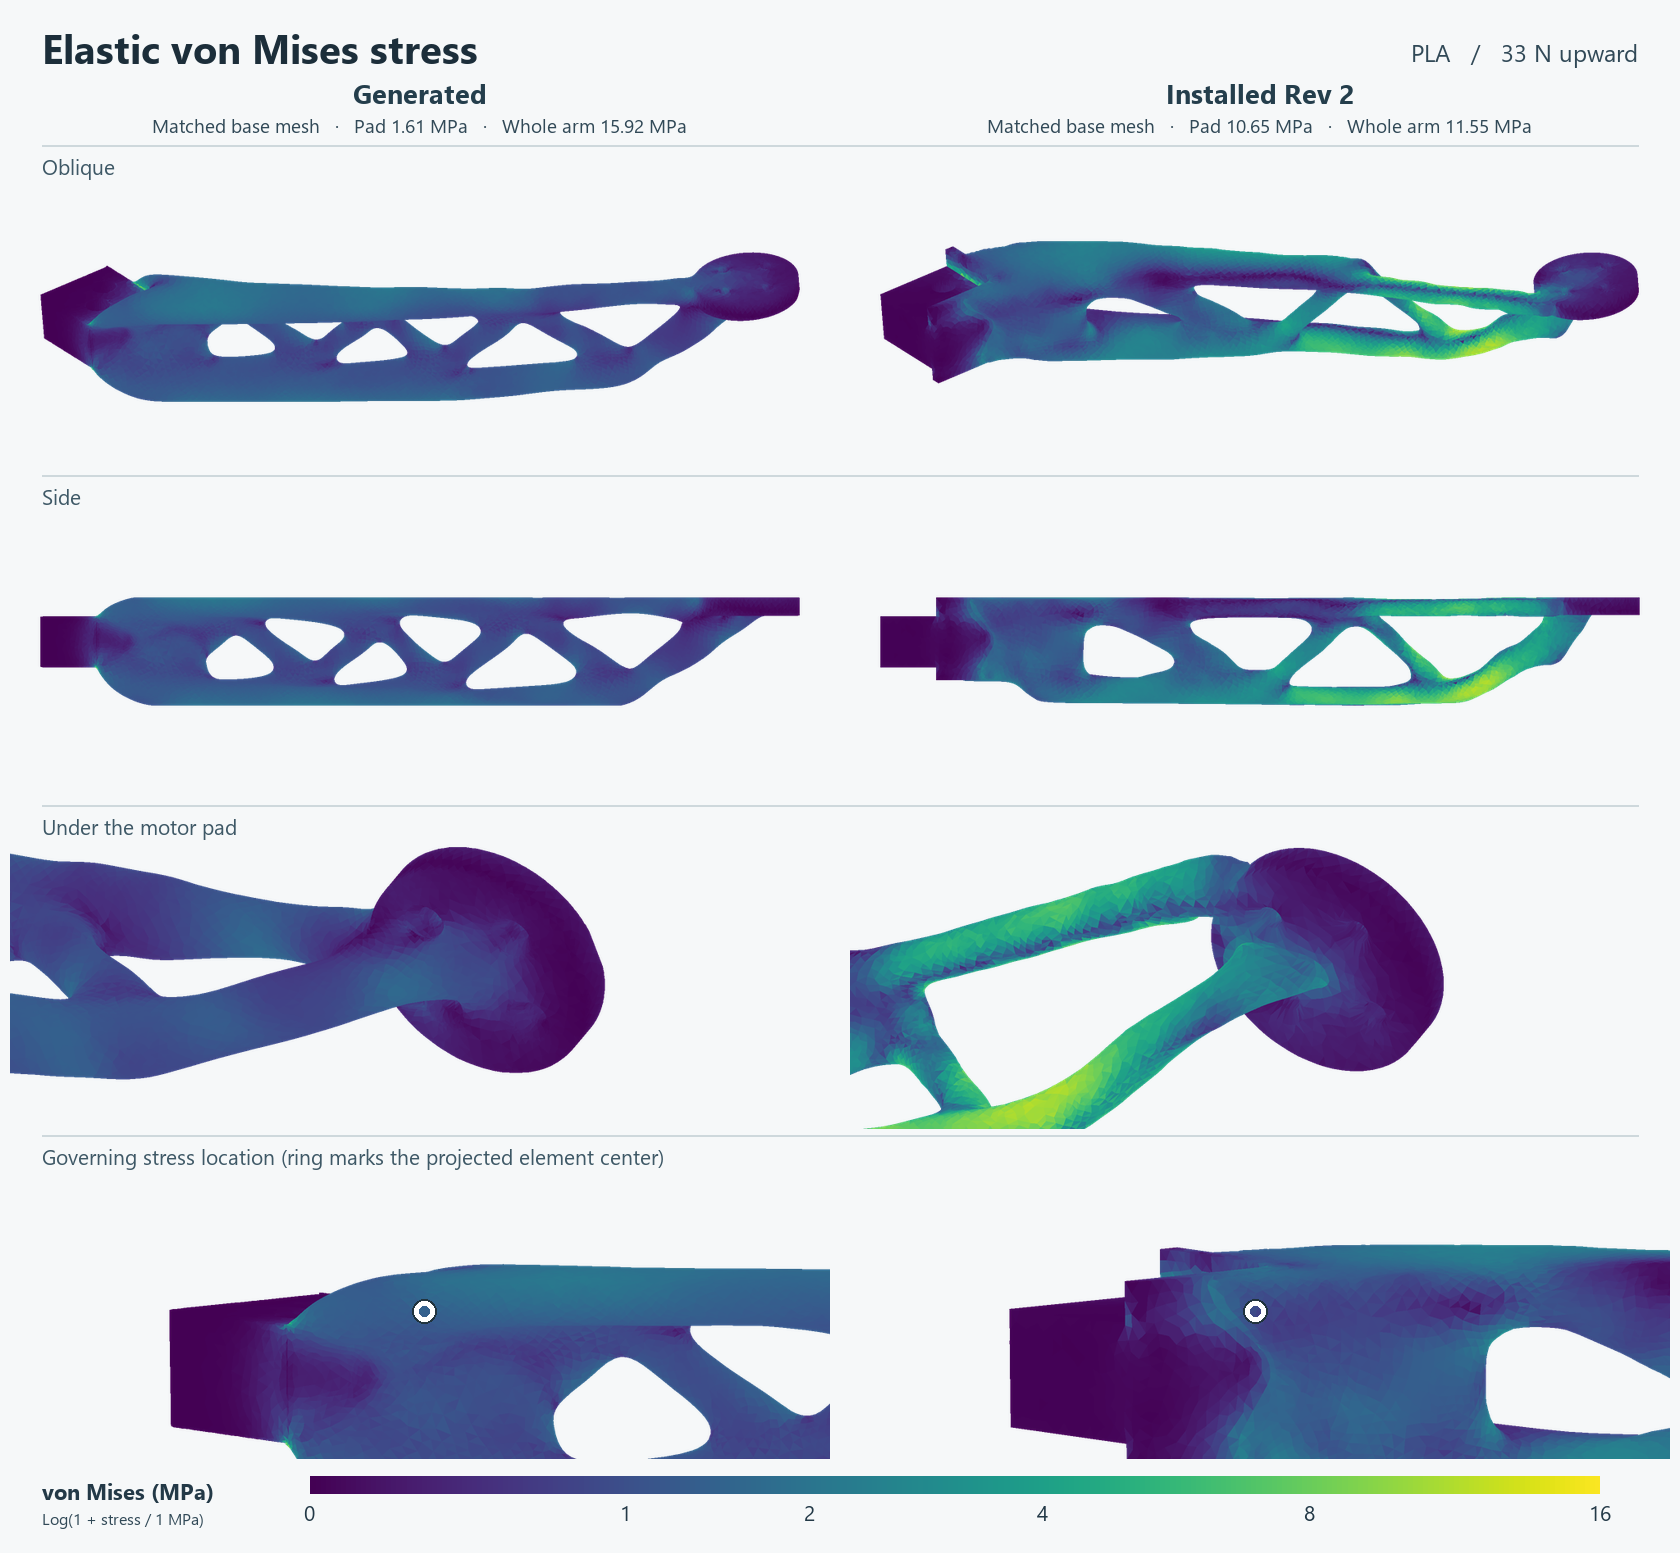 Elastic von Mises stress
PLA / 33 N upward
Generated
Matched base mesh · Pad 1.61 MPa · Whole arm 15.92 MPa
Installed Rev 2
Matched base mesh · Pad 10.65 MPa · Whole arm 11.55 MPa
Oblique
Side
Under the motor pad
Governing stress location (ring marks the projected element center)
von Mises (MPa)
Log(1 + stress / 1 MPa)
0 1 2 4 8 16